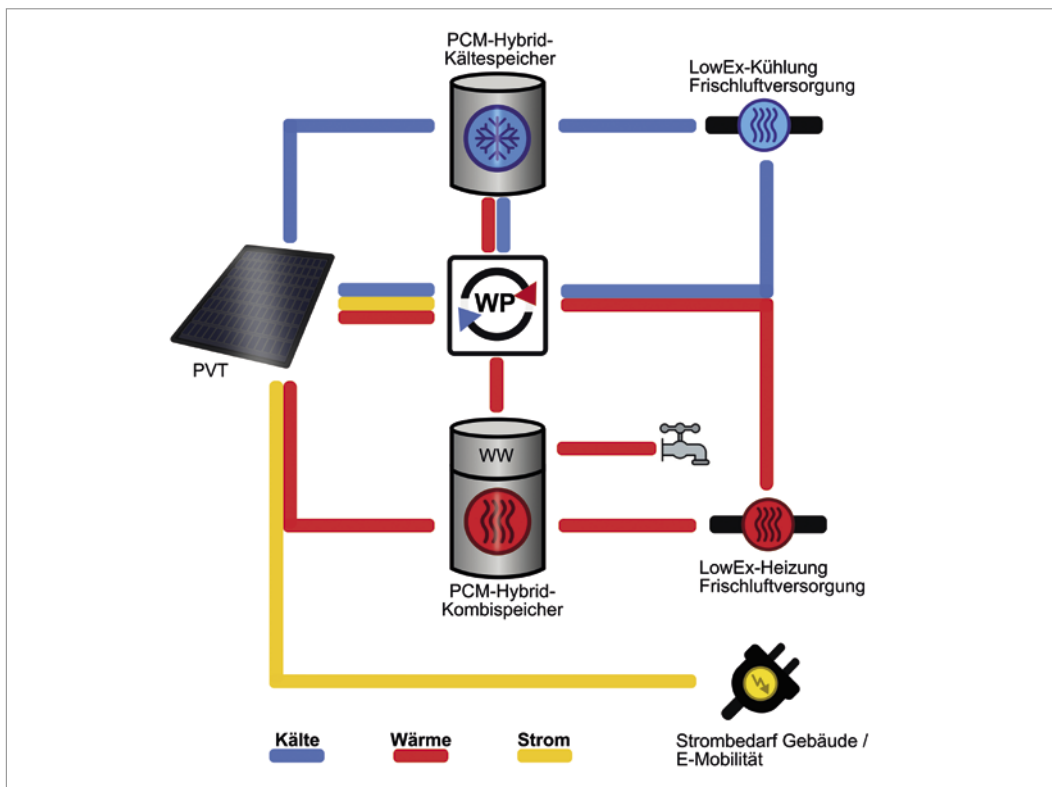 PCM-Hybrid-
Kältespeicher
LowEx-Kühlung
Frischluftversorgung
WP
PVT
WW
PCM-Hybrid-
Kombispeicher
LowEx-Heizung
Frischluftversorgung
Kälte
Wärme
Strom
Strombedarf Gebäude /
E-Mobilität